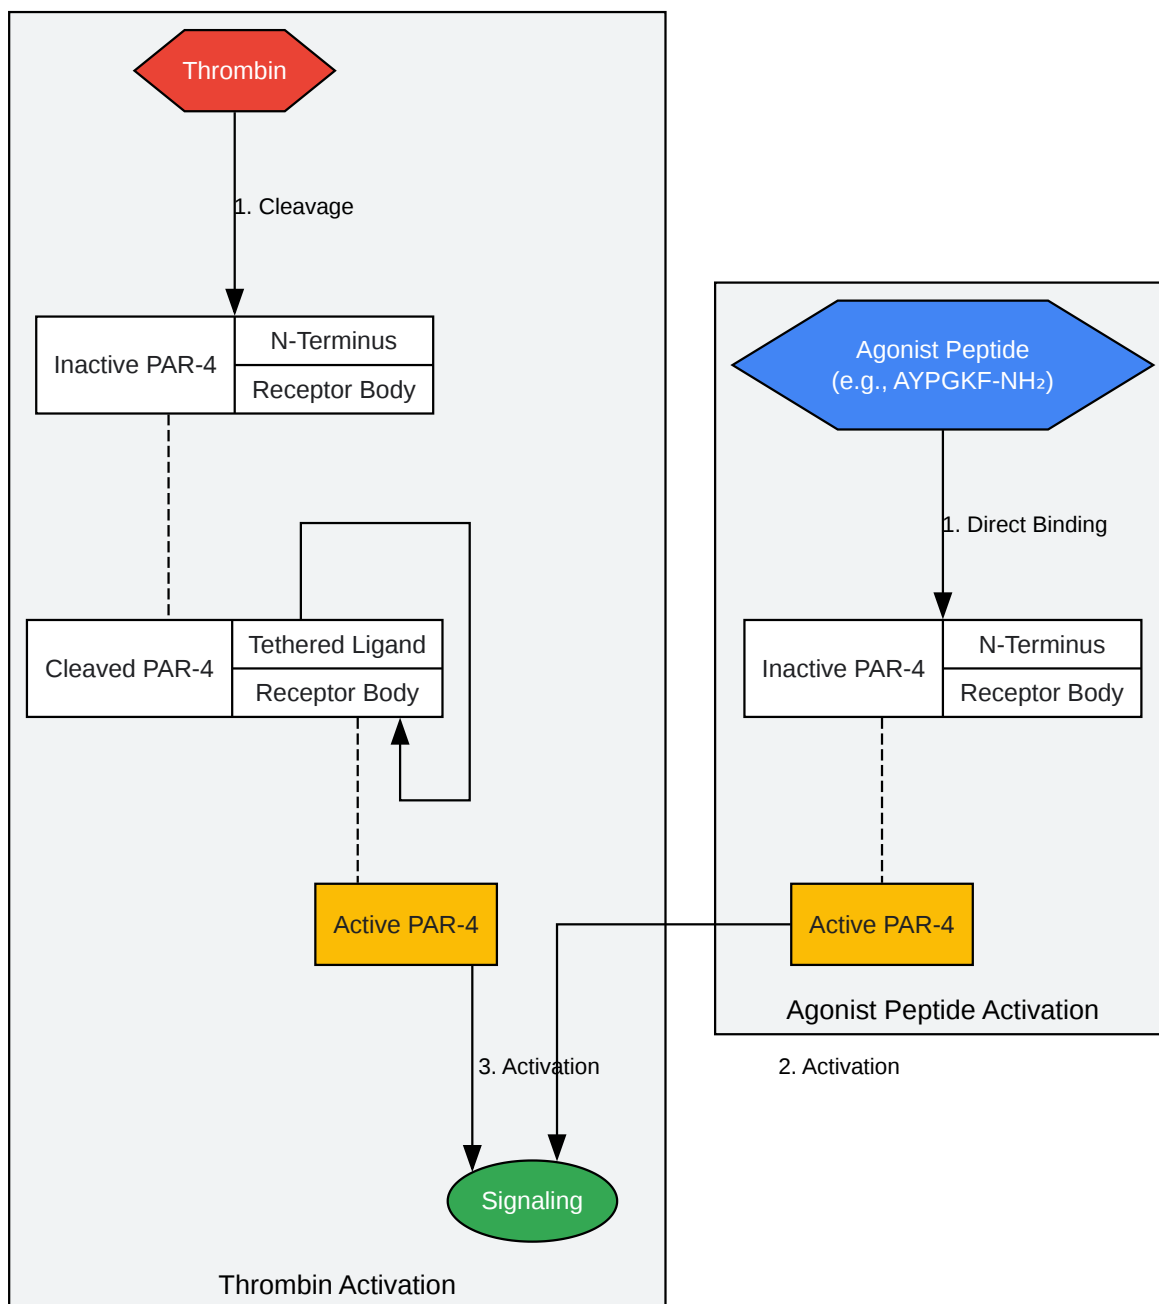 Thrombin
1. Cleavage
Inactive PAR-4
N-Terminus
Receptor Body
Cleaved PAR-4
Tethered Ligand
Receptor Body
Active PAR-4
3. Activation
Signaling
Thrombin Activation
Agonist Peptide
(e.g., AYPGKF-NH₂)
1. Direct Binding
Inactive PAR-4
N-Terminus
Receptor Body
Active PAR-4
Agonist Peptide Activation
2. Activation